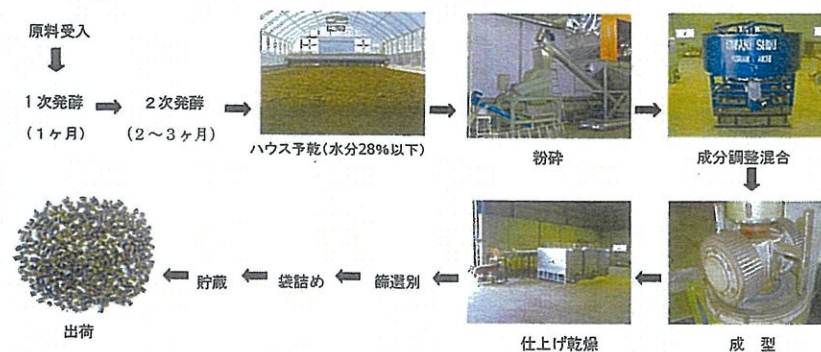 原料受入
1次発酵
(1ヶ月)
2次発酵
(2〜3ヶ月)
ハウス予乾(水分28%以下)
粉砕
成分調整混合
成 型
仕上げ乾燥
篩選別
袋詰め
貯蔵
出荷